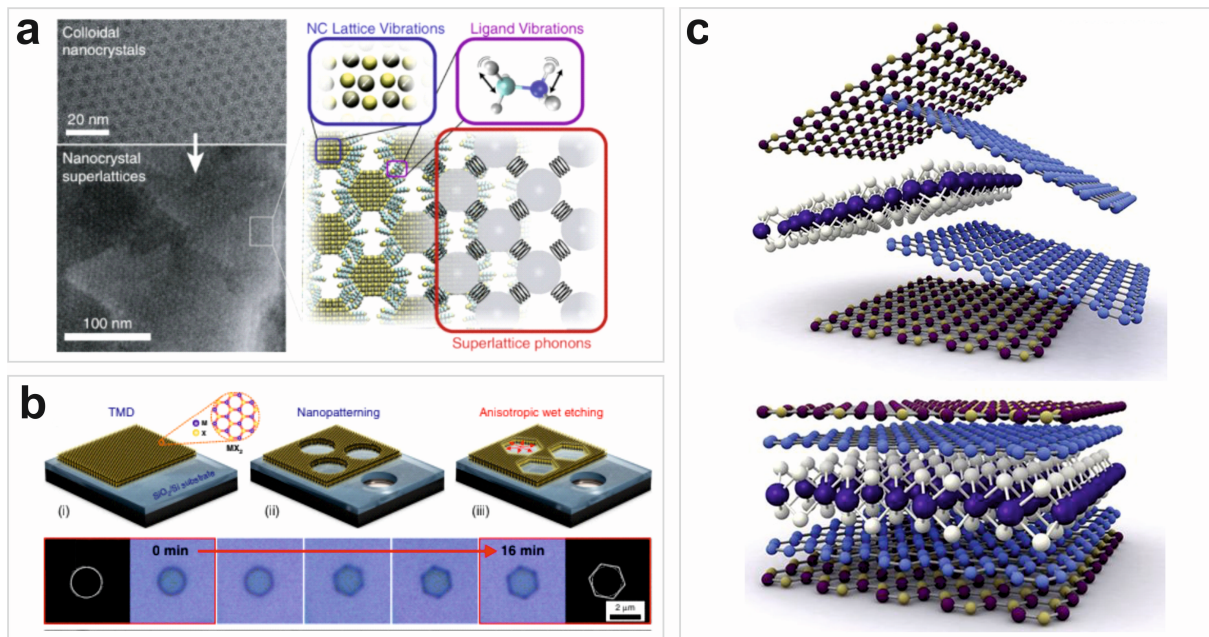 a
Colloidal
nanocrystals
20 nm
Nanocrystal
superlattices
100 nm
NC Lattice Vibrations
Ligand Vibrations
Superlattice phonons
b
TMD
M
X
MX₂
SiO₂/Si substrate
(i)
Nanopatterning
(ii)
Anisotropic wet etching
(iii)
0 min
16 min
2 μm
c